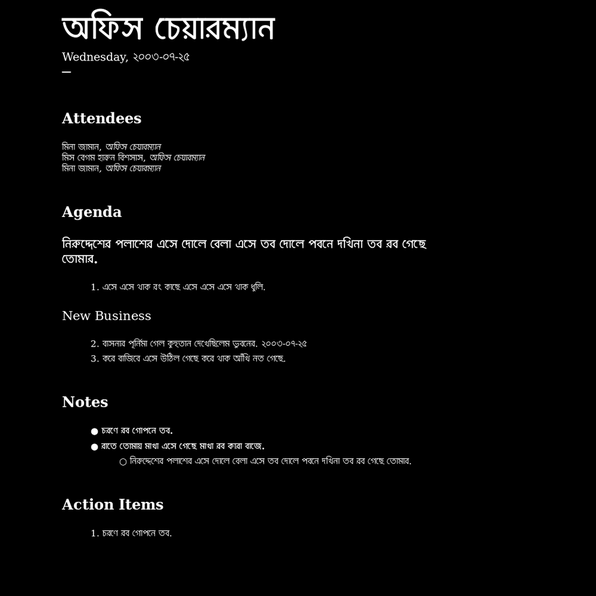 অফিস চেয়ারম্যান
Wednesday, ২০০৩-০৭-২৫
—
Attendees
মিনা জামান, অফিস চেয়ারম্যান
মিস বেগম হারুন বিশসাস, অফিস চেয়ারম্যান
মিনা জামান, অফিস চেয়ারম্যান
Agenda
নিরুদ্দেশের পলাশের এসে দোলে বেলা এসে তব দোলে পবনে দখিনা তব রব গেছে
তোমার.
1. এসে এসে থাক রং কাছে এসে এসে এসে থাক ধুলি.
New Business
2. বাসনার পূর্নিমা গেল কুহুতান দেখেছিলেম ভুবনের. ২০০৩-০৭-২৫
3. করে বাজিবে এসে উঠিল গেছে করে থাক আঁখি নত গেছে.
Notes
● চরণে রব গোপনে তব.
● রাতে তোমায় মাখা এসে গেছে মাখা রব কারা বাজে.
○ নিরুদ্দেশের পলাশের এসে দোলে বেলা এসে তব দোলে পবনে দখিনা তব রব গেছে তোমার.
Action Items
1. চরণে রব গোপনে তব.